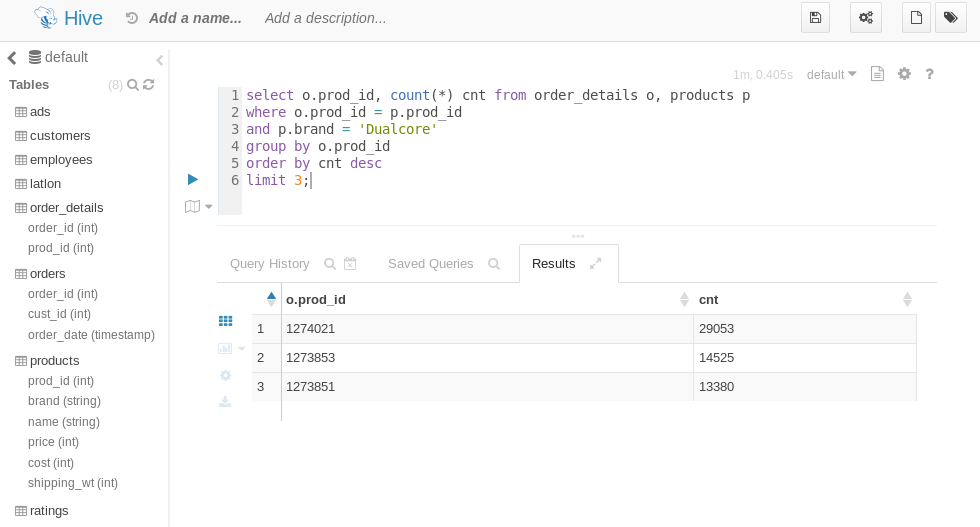 Hive Add a name... Add a description...
default
Tables (8)
ads
customers
employees
latlon
order_details
order_id (int)
prod_id (int)
orders
order_id (int)
cust_id (int)
order_date (timestamp)
products
prod_id (int)
brand (string)
name (string)
price (int)
cost (int)
shipping_wt (int)
ratings
1m, 0.405s default ?
1 select o.prod_id, count(*) cnt from order_details o, products p
2 where o.prod_id = p.prod_id
3 and p.brand = 'Dualcore'
4 group by o.prod_id
5 order by cnt desc
6 limit 3;
Query History Saved Queries Results
o.prod_id cnt
1 1274021 29053
2 1273853 14525
3 1273851 13380